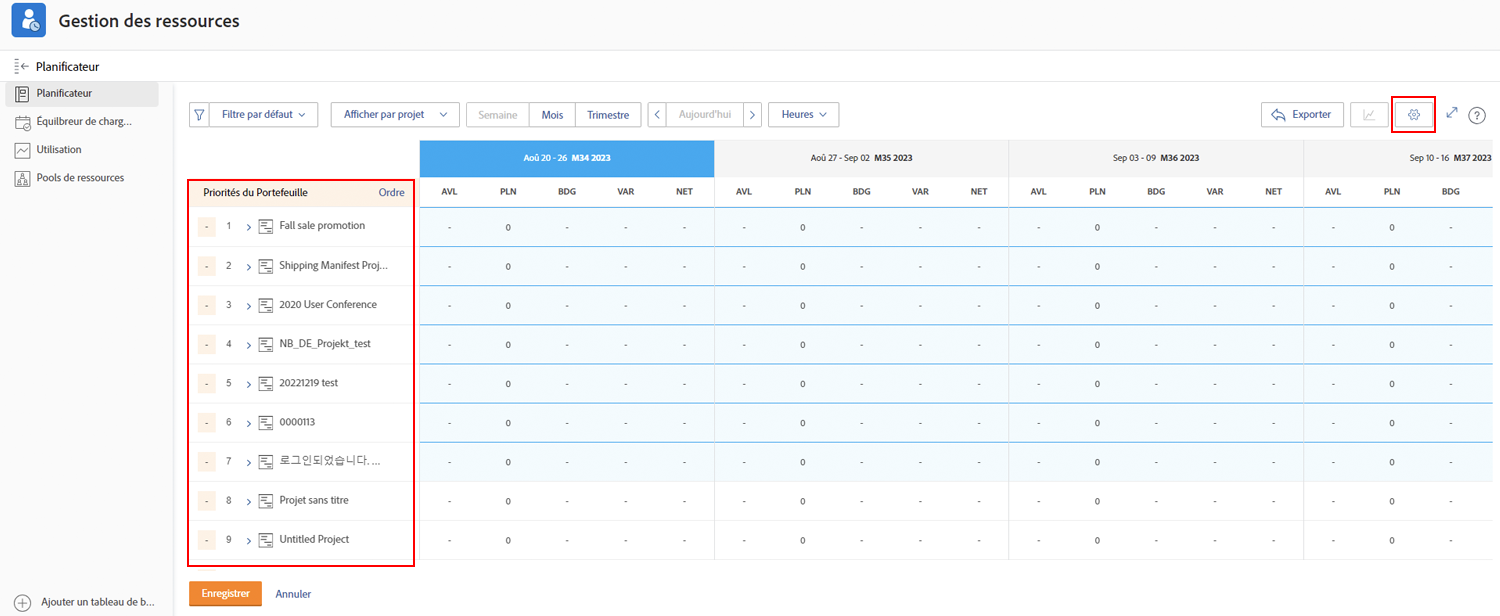 Gestion des ressources
Planificateur
Planificateur
Équilbreur de charg...
Utilisation
Pools de ressources
Ajouter un tableau de b...
Filtre par défaut Afficher par projet Semaine Mois Trimestre Aujourd'hui Heures Exporter ?
Aoû 20 - 26 M34 2023 Aoû 27 - Sep 02 M35 2023 Sep 03 - 09 M36 2023 Sep 10 - 16 M37 2023
Priorités du Portefeuille Ordre AVL PLN BDG VAR NET AVL PLN BDG VAR NET AVL PLN BDG VAR NET AVL PLN BDG
- 1 Fall sale promotion - 0 - - - - 0 - - - - 0 - - - - 0 -
- 2 Shipping Manifest Proj... - 0 - - - - 0 - - - - 0 - - - - 0 -
- 3 2020 User Conference - 0 - - - - 0 - - - - 0 - - - - 0 -
- 4 NB_DE_Projekt_test - 0 - - - - 0 - - - - 0 - - - - 0 -
- 5 20221219 test - 0 - - - - 0 - - - - 0 - - - - 0 -
- 6 0000113 - 0 - - - - 0 - - - - 0 - - - - 0 -
- 7 로그인되었습니다. ... - 0 - - - - 0 - - - - 0 - - - - 0 -
- 8 Projet sans titre - 0 - - - - 0 - - - - 0 - - - - 0 -
- 9 Untitled Project - 0 - - - - 0 - - - - 0 - - - - 0 -
Enregistrer Annuler